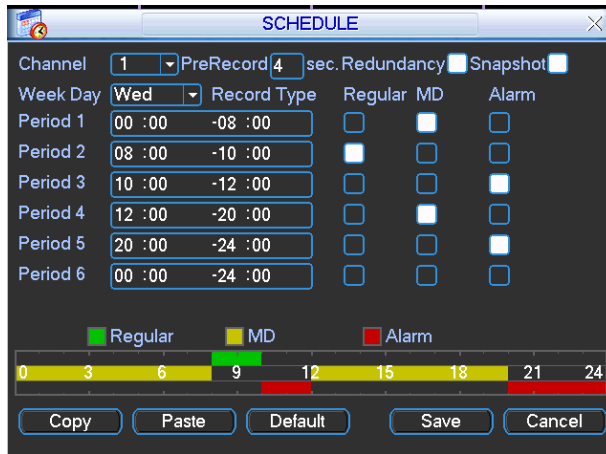 SCHEDULE
Channel 1 PreRecord 4 sec. Redundancy Snapshot
Week Day Wed Record Type Regular MD Alarm
Period 1 00 :00 -08 :00
Period 2 08 :00 -10 :00
Period 3 10 :00 -12 :00
Period 4 12 :00 -20 :00
Period 5 20 :00 -24 :00
Period 6 00 :00 -24 :00
Regular MD Alarm
0 3 6 9 12 15 18 21 24
Copy Paste Default Save Cancel